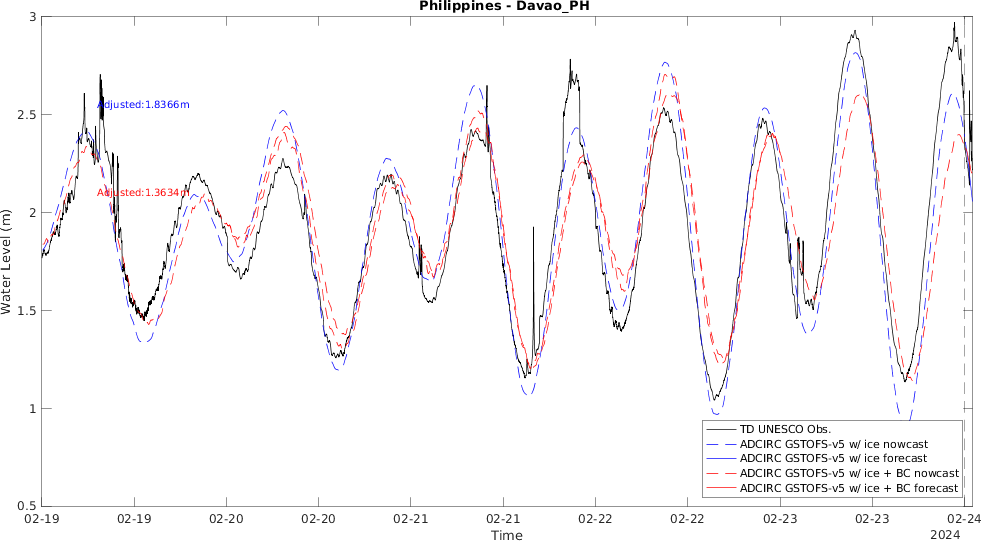 Philippines - Davao_PH
3
2.5
2
1.5
1
0.5
Water Level (m)
Adjusted:1.8366m
Adjusted:1.3634m
TD UNESCO Obs.
ADCIRC GSTOFS-v5 w/ ice nowcast
ADCIRC GSTOFS-v5 w/ ice forecast
ADCIRC GSTOFS-v5 w/ ice + BC nowcast
ADCIRC GSTOFS-v5 w/ ice + BC forecast
02-19 02-19 02-20 02-20 02-21 02-21 02-22 02-22 02-23 02-23 02-24
Time
2024